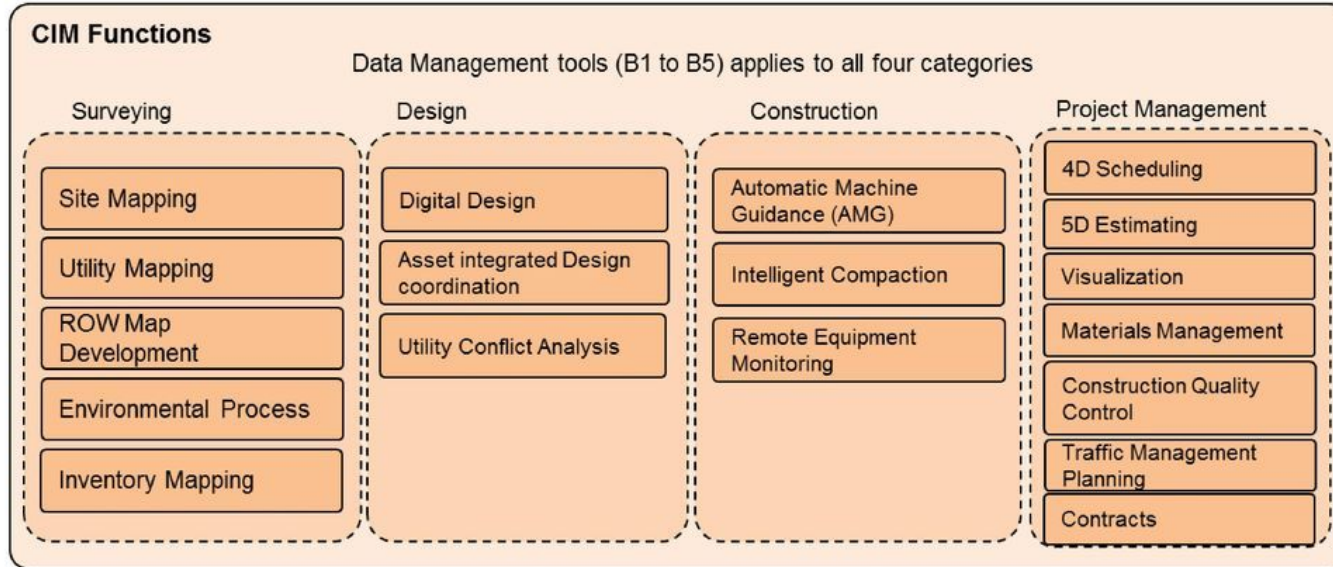 CIM Functions
Data Management tools (B1 to B5) applies to all four categories
Surveying
Site Mapping
Utility Mapping
ROW Map
Development
Environmental Process
Inventory Mapping
Design
Digital Design
Asset integrated Design
coordination
Utility Conflict Analysis
Construction
Automatic Machine
Guidance (AMG)
Intelligent Compaction
Remote Equipment
Monitoring
Project Management
4D Scheduling
5D Estimating
Visualization
Materials Management
Construction Quality
Control
Traffic Management
Planning
Contracts